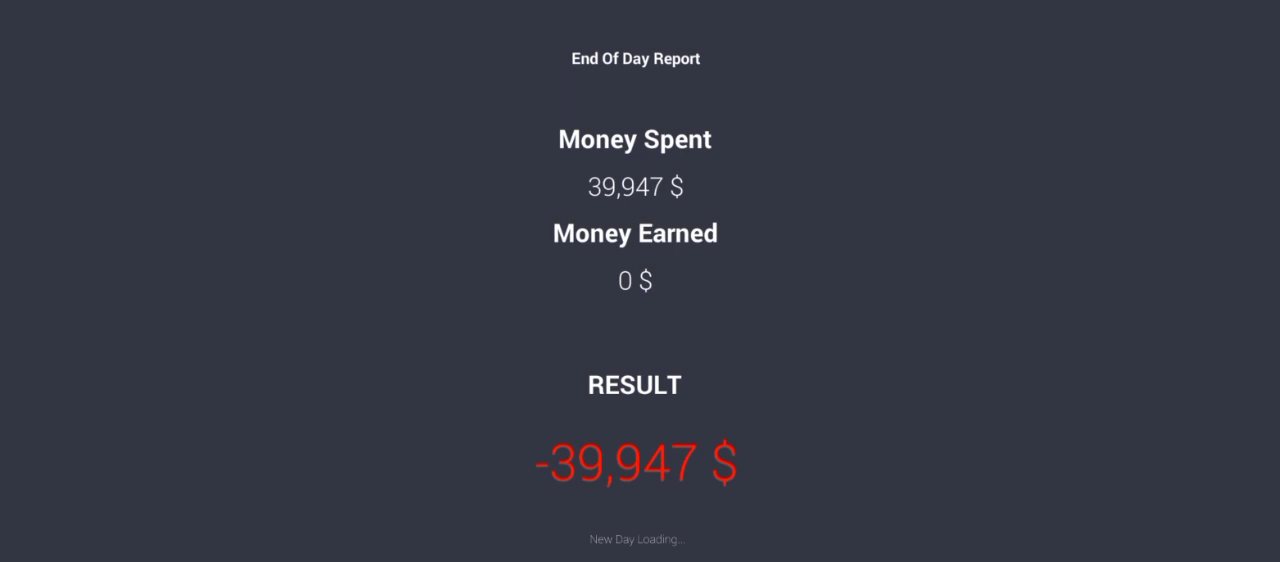 End Of Day Report
Money Spent
39,947 $
Money Earned
0 $
RESULT
-39,947 $
New Day Loading...